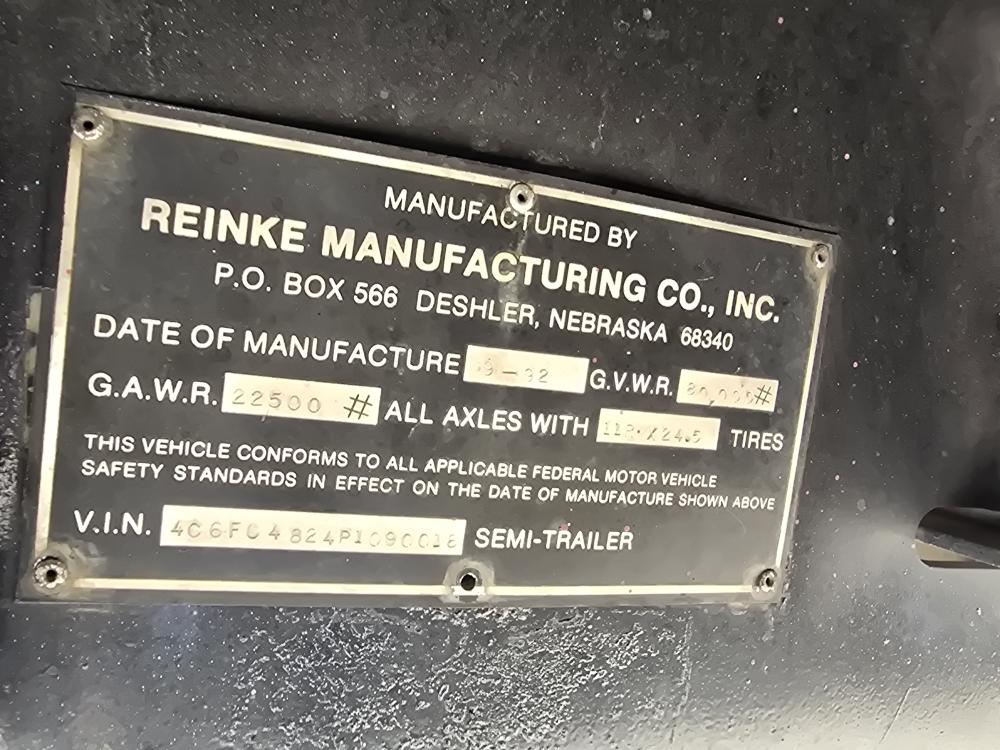 MANUFACTURED BY
REINKE MANUFACTURING CO., INC.
P.O. BOX 566 DESHLER, NEBRASKA 68340
DATE OF MANUFACTURE 9-92 G.V.W.R.
G.A.W.R. 22500 # ALL AXLES WITH TIRES
THIS VEHICLE CONFORMS TO ALL APPLICABLE FEDERAL MOTOR VEHICLE
SAFETY STANDARDS IN EFFECT ON THE DATE OF MANUFACTURE SHOWN ABOVE
V.I.N. SEMI-TRAILER